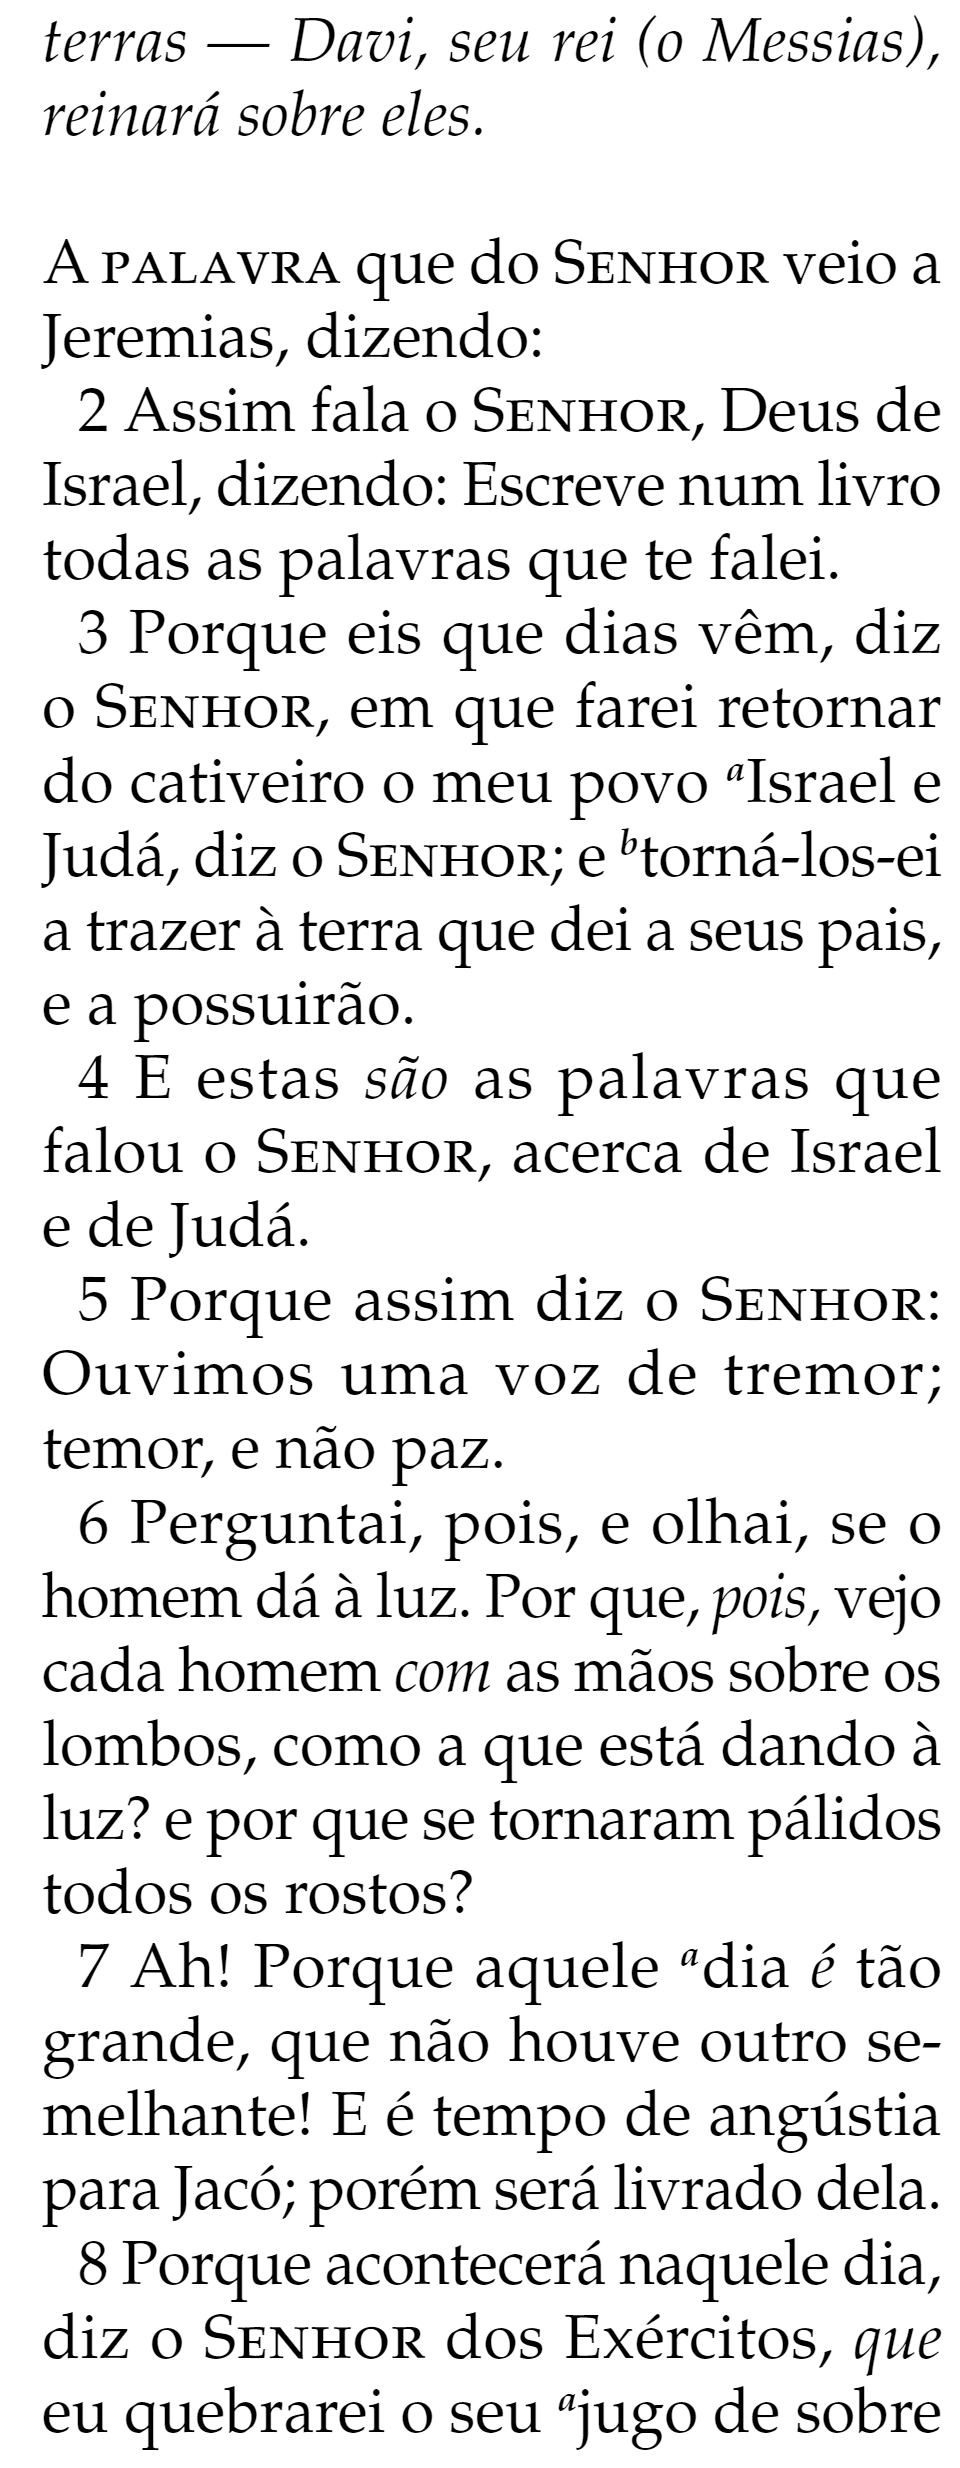 terras — Davi, seu rei (o Messias),
reinará sobre eles.
A PALAVRA que do SENHOR veio a
Jeremias, dizendo:
2 Assim fala o SENHOR, Deus de
Israel, dizendo: Escreve num livro
todas as palavras que te falei.
3 Porque eis que dias vêm, diz
o SENHOR, em que farei retornar
do cativeiro o meu povo ᵃIsrael e
Judá, diz o SENHOR; e ᵇtorná-los-ei
a trazer à terra que dei a seus pais,
e a possuirão.
4 E estas são as palavras que
falou o SENHOR, acerca de Israel
e de Judá.
5 Porque assim diz o SENHOR:
Ouvimos uma voz de tremor;
temor, e não paz.
6 Perguntai, pois, e olhai, se o
homem dá à luz. Por que, pois, vejo
cada homem com as mãos sobre os
lombos, como a que está dando à
luz? e por que se tornaram pálidos
todos os rostos?
7 Ah! Porque aquele ᵃdia é tão
grande, que não houve outro se-
melhante! E é tempo de angústia
para Jacó; porém será livrado dela.
8 Porque acontecerá naquele dia,
diz o SENHOR dos Exércitos, que
eu quebrarei o seu ᵃjugo de sobre